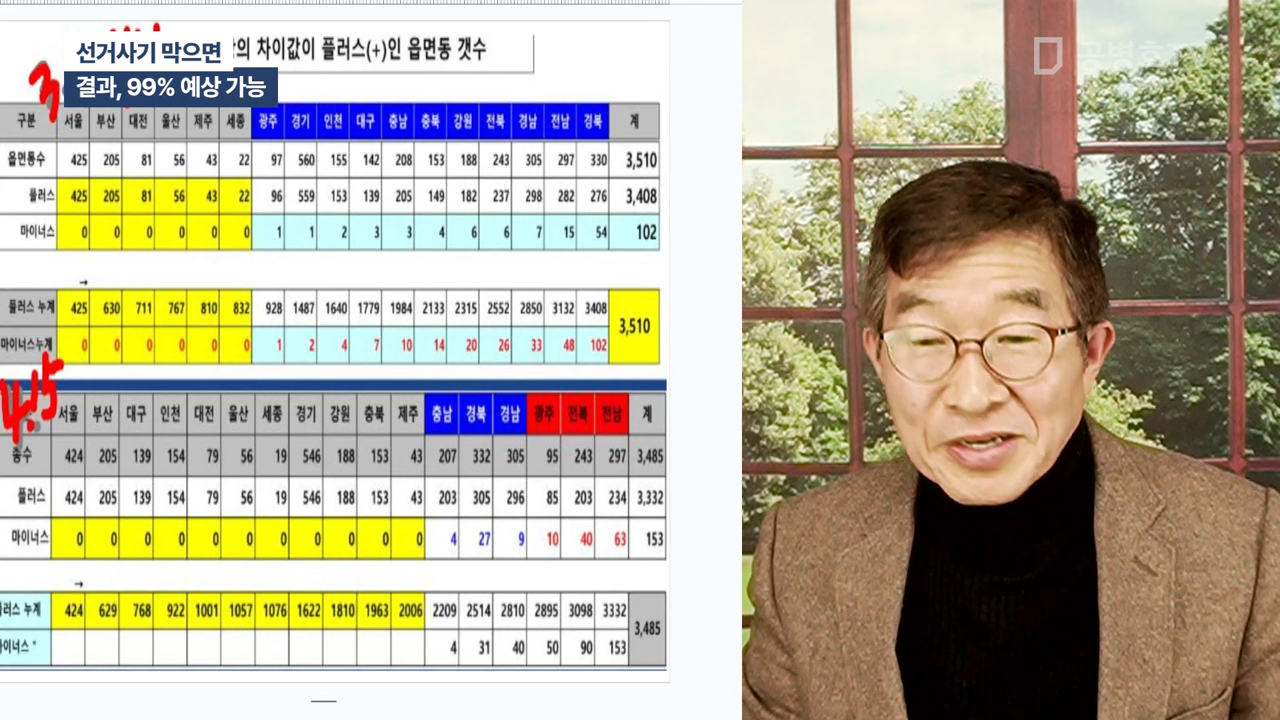 의 차이값이 플러스(+)인 읍면동 갯수
선거사기 막으면
결과, 99% 예상 가능
3
공병호
구분 서울 부산 대전 울산 제주 세종 광주 경기 인천 대구 충남 충북 강원 전북 경남 전남 경북 계
읍면동수 425 205 81 56 43 22 97 560 155 142 208 153 188 243 305 297 330 3,510
플러스 425 205 81 56 43 22 96 559 153 139 205 149 182 237 298 282 276 3,408
마이너스 0 0 0 0 0 0 1 1 2 3 3 4 6 6 7 15 54 102
→
플러스 누계 425 630 711 767 810 832 928 1487 1640 1779 1984 2133 2315 2552 2850 3132 3408 3,510
마이너스누계 0 0 0 0 0 0 1 2 4 7 10 14 20 26 33 48 102
4.15
서울 부산 대구 인천 대전 울산 세종 경기 강원 충북 제주 충남 경북 경남 광주 전북 전남 계
총수 424 205 139 154 79 56 19 546 188 153 43 207 332 305 95 243 297 3,485
플러스 424 205 139 154 79 56 19 546 188 153 43 203 305 296 85 203 234 3,332
마이너스 0 0 0 0 0 0 0 0 0 0 0 4 27 9 10 40 63 153
→
러스 누계 424 629 768 922 1001 1057 1076 1622 1810 1963 2006 2209 2514 2810 2895 3098 3332 3,485
이너스 " 4 31 40 50 90 153